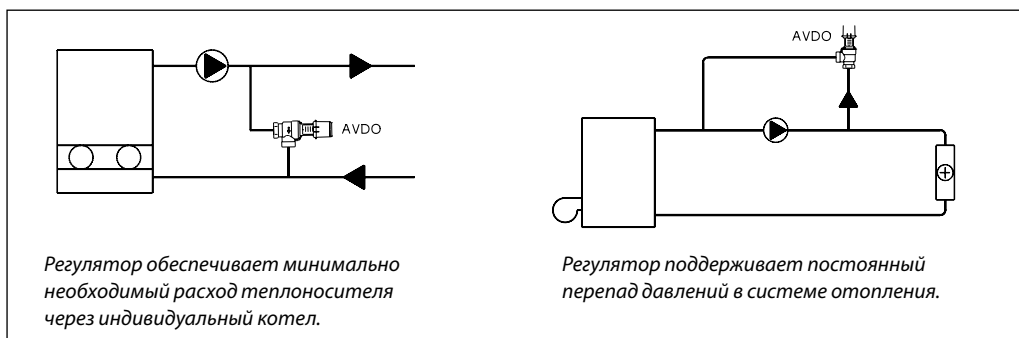 AVDO
AVDO
Регулятор обеспечивает минимально
необходимый расход теплоносителя
через индивидуальный котел.
Регулятор поддерживает постоянный
перепад давлений в системе отопления.